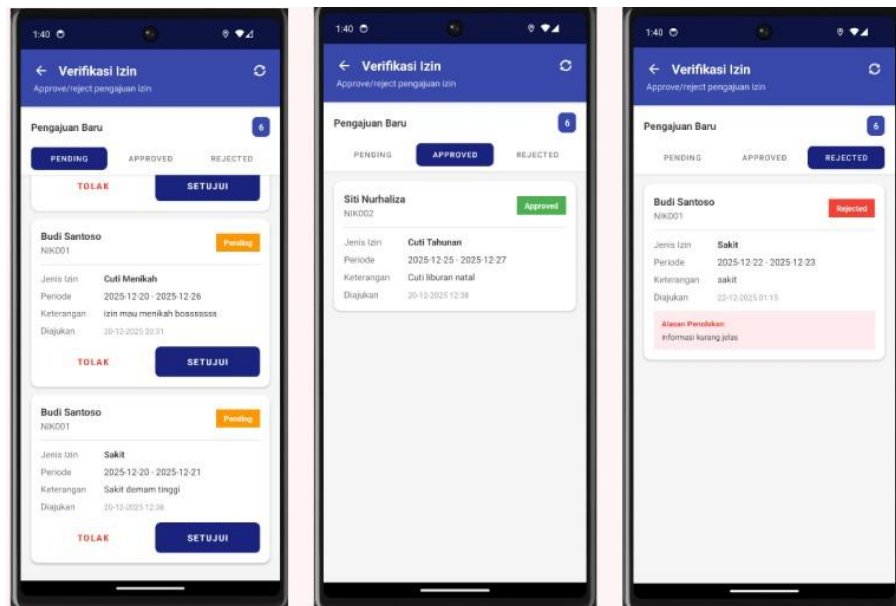 1:40
Verifikasi Izin
Approve/reject pengajuan izin
Pengajuan Baru 6
PENDING APPROVED REJECTED
TOLAK SETUJUI
Budi Santoso Pending
NIK001
Jenis Izin Cuti Menikah
Periode 2025-12-20 - 2025-12-26
Keterangan izin mau menikah bosssssss
Diajukan 20-12-2025 20:31
TOLAK SETUJUI
Budi Santoso Pending
NIK001
Jenis Izin Sakit
Periode 2025-12-20 - 2025-12-21
Keterangan Sakit demam tinggi
Diajukan 20-12-2025 12:38
TOLAK SETUJUI
1:40
Verifikasi Izin
Approve/reject pengajuan izin
Pengajuan Baru 6
PENDING APPROVED REJECTED
Siti Nurhaliza Approved
NIK002
Jenis Izin Cuti Tahunan
Periode 2025-12-25 - 2025-12-27
Keterangan Cuti liburan natal
Diajukan 20-12-2025 12:38
1:40
Verifikasi Izin
Approve/reject pengajuan izin
Pengajuan Baru 6
PENDING APPROVED REJECTED
Budi Santoso Rejected
NIK001
Jenis Izin Sakit
Periode 2025-12-22 - 2025-12-23
Keterangan aakit
Diajukan 22-12-2025 01:15
Alasan Penolakan:
informasi kurang jelas